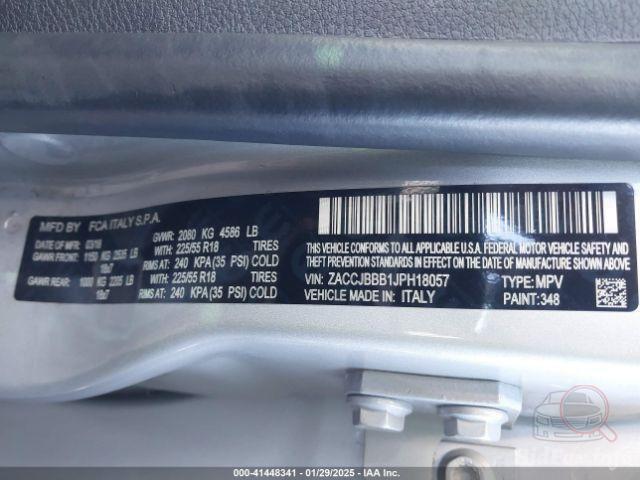 MFD BY FCA ITALY S.P.A.
DATE OF MFR: 03/18 GVWR: 2080 KG 4586 LB
GAWR FRONT: 1150 KG 2535 LB WITH: 225/55 R18 TIRES
18x7 RIMS AT: 240 KPA(35 PSI) COLD
GAWR REAR: 1000 KG 2205 LB WITH: 225/55 R18 TIRES
18x7 RIMS AT: 240 KPA(35 PSI) COLD
THIS VEHICLE CONFORMS TO ALL APPLICABLE U.S.A. FEDERAL MOTOR VEHICLE SAFETY
AND THEFT PREVENTION STANDARDS IN EFFECT ON THE DATE OF MANUFACTURE SHOWN ABOVE
VIN: ZACCJBBB1JPH18057 TYPE: MPV
VEHICLE MADE IN: ITALY PAINT: 348
000-41448341 | 01/29/2025 | IAA Inc.
BidFax.info